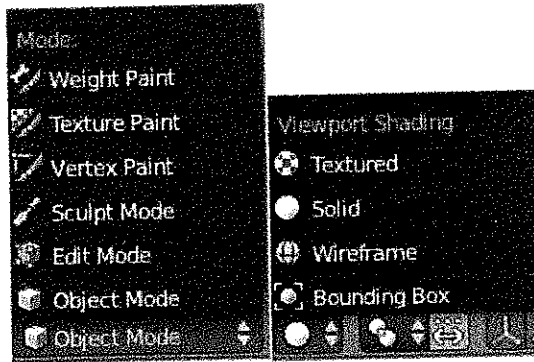 Mode:
Weight Paint
Texture Paint
Vertex Paint
Sculpt Mode
Edit Mode
Object Mode
Object Mode
Viewport Shading
Textured
Solid
Wireframe
Bounding Box